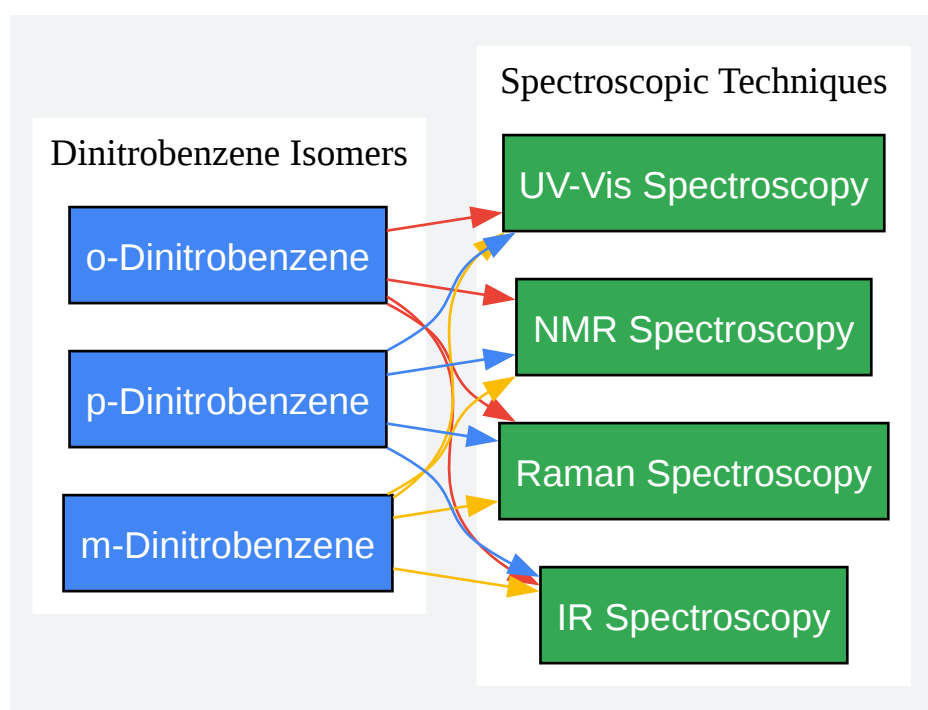 Dinitrobenzene Isomers
o-Dinitrobenzene
p-Dinitrobenzene
m-Dinitrobenzene
Spectroscopic Techniques
UV-Vis Spectroscopy
NMR Spectroscopy
Raman Spectroscopy
IR Spectroscopy